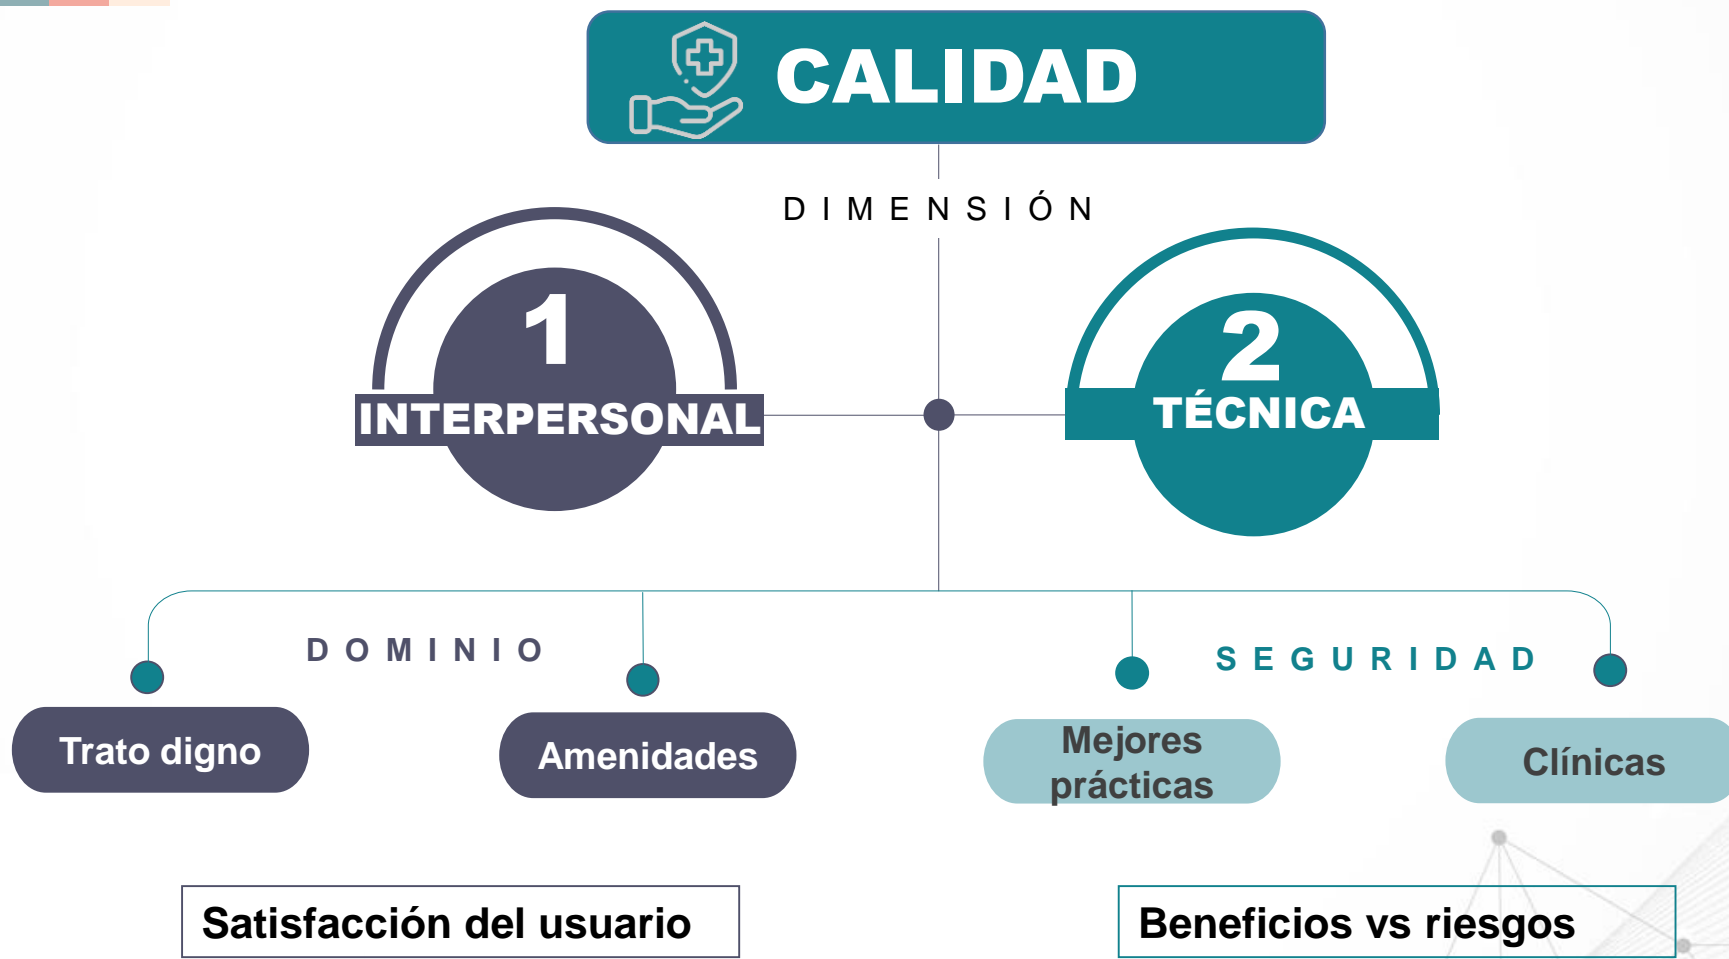 CALIDAD
DIMENSIÓN
1
INTERPERSONAL
2
TÉCNICA
DOMINIO
SEGURIDAD
Trato digno
Amenidades
Mejores
prácticas
Clínicas
Satisfacción del usuario
Beneficios vs riesgos